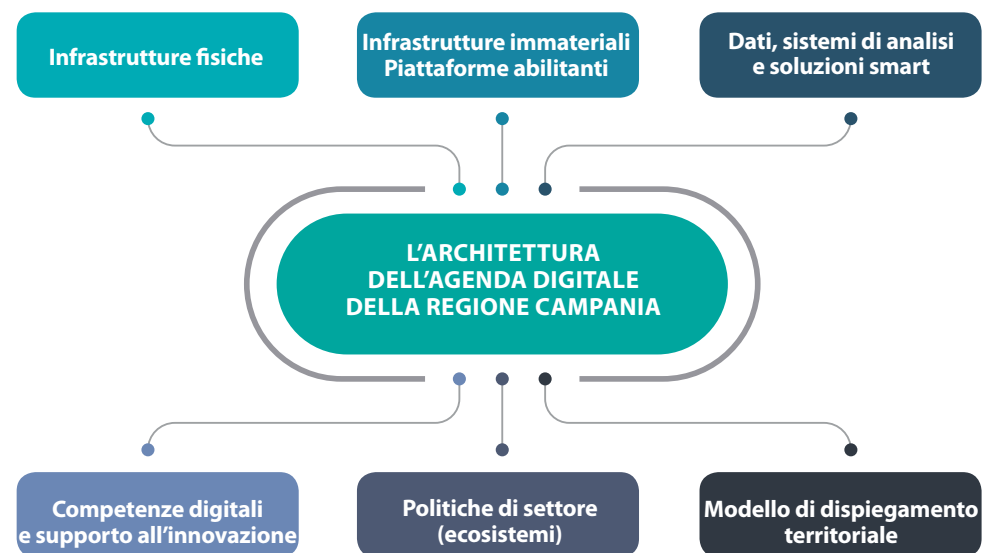 Infrastrutture fisiche
Infrastrutture immateriali
Piattaforme abilitanti
Dati, sistemi di analisi
e soluzioni smart
L’ARCHITETTURA
DELL’AGENDA DIGITALE
DELLA REGIONE CAMPANIA
Competenze digitali
e supporto all’innovazione
Politiche di settore
(ecosistemi)
Modello di dispiegamento
territoriale